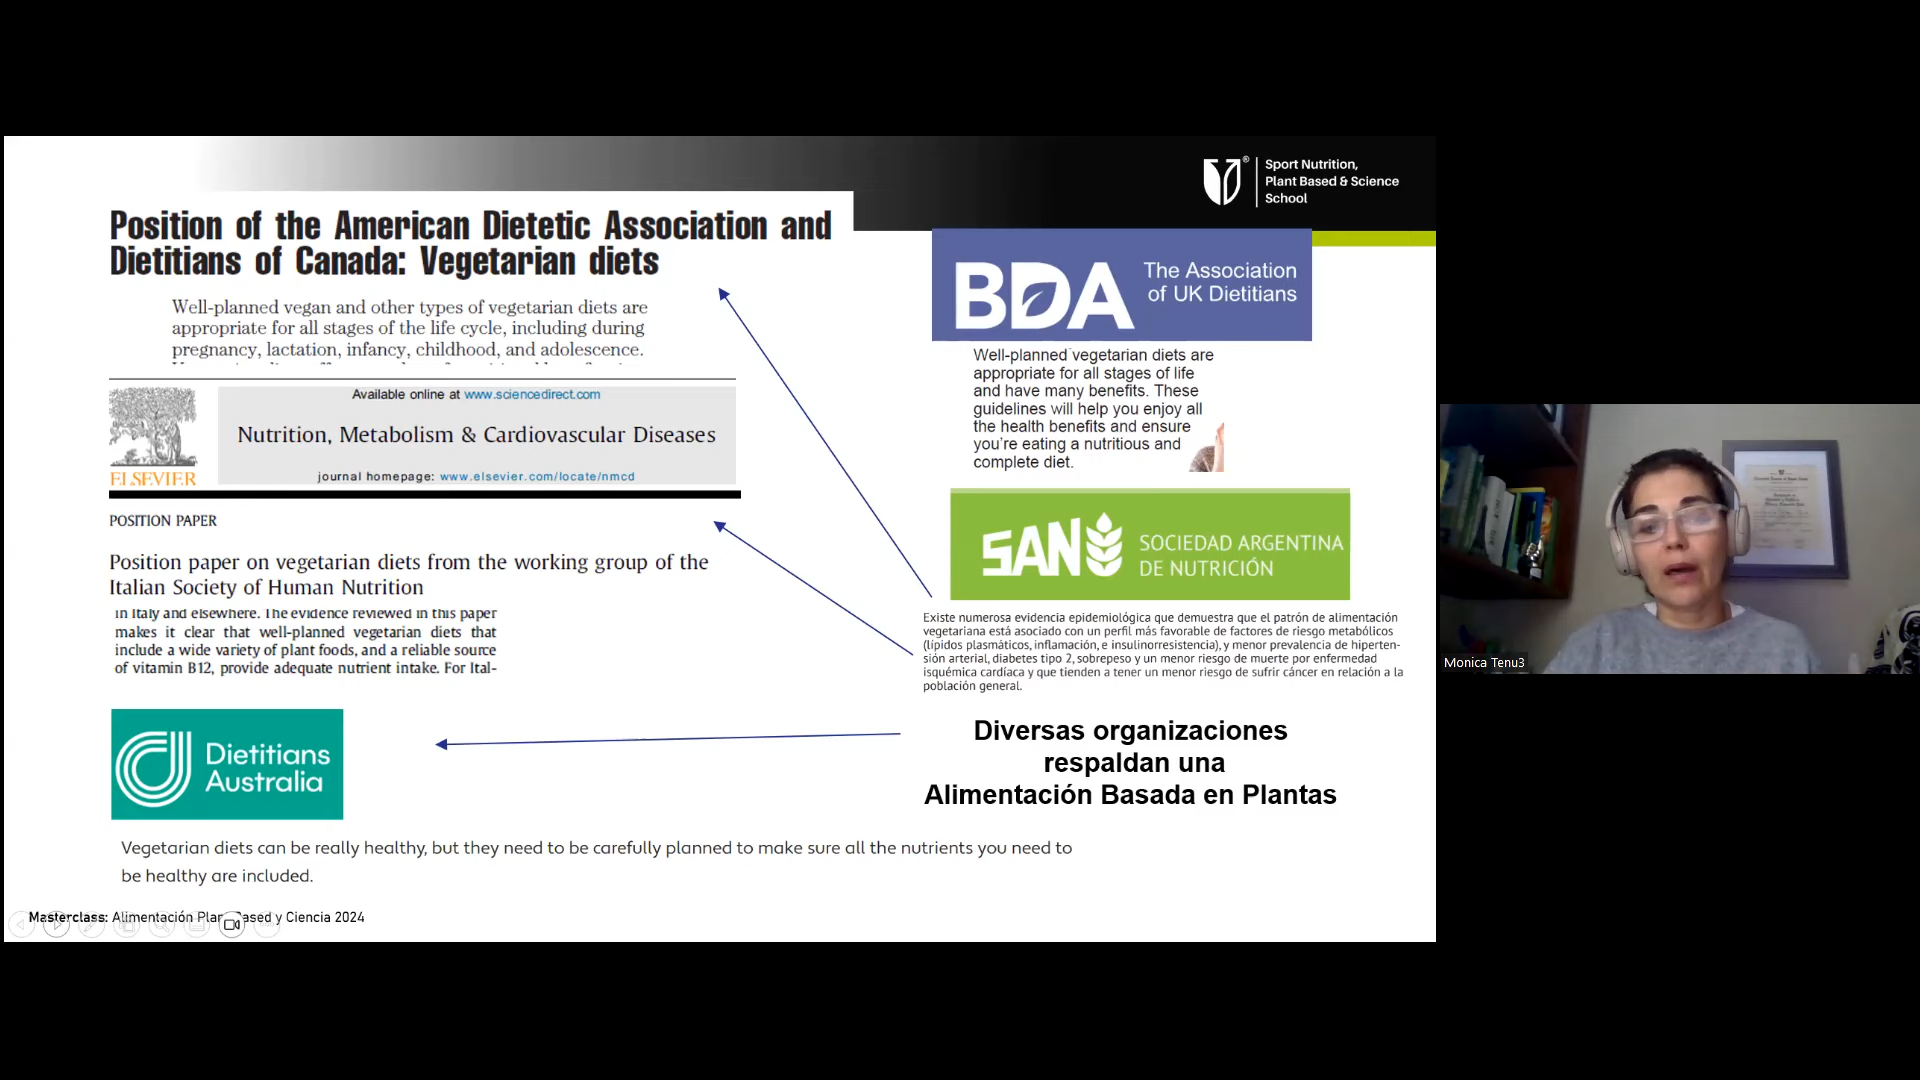 Sport Nutrition,
Plant Based & Science
School
Position of the American Dietetic Association and
Dietitians of Canada: Vegetarian diets
Well-planned vegan and other types of vegetarian diets are
appropriate for all stages of the life cycle, including during
pregnancy, lactation, infancy, childhood, and adolescence.
Available online at www.sciencedirect.com
Nutrition, Metabolism & Cardiovascular Diseases
journal homepage: www.elsevier.com/locate/nmcd
ELSEVIER
POSITION PAPER
Position paper on vegetarian diets from the working group of the
Italian Society of Human Nutrition
in Italy and elsewhere. The evidence reviewed in this paper
makes it clear that well-planned vegetarian diets that
include a wide variety of plant foods, and a reliable source
of vitamin B12, provide adequate nutrient intake. For Ital-
Dietitians
Australia
Vegetarian diets can be really healthy, but they need to be carefully planned to make sure all the nutrients you need to
be healthy are included.
BDA The Association
of UK Dietitians
Well-planned vegetarian diets are
appropriate for all stages of life
and have many benefits. These
guidelines will help you enjoy all
the health benefits and ensure
you're eating a nutritious and
complete diet.
SAN SOCIEDAD ARGENTINA
DE NUTRICIÓN
Existe numerosa evidencia epidemiológica que demuestra que el patrón de alimentación
vegetariana está asociado con un perfil más favorable de factores de riesgo metabólicos
(lípidos plasmáticos, inflamación, e insulinorresistencia), y menor prevalencia de hiperten-
sión arterial, diabetes tipo 2, sobrepeso y un menor riesgo de muerte por enfermedad
isquémica cardíaca y que tienden a tener un menor riesgo de sufrir cáncer en relación a la
población general.
Diversas organizaciones
respaldan una
Alimentación Basada en Plantas
Masterclass: Alimentación Plant Based y Ciencia 2024
Monica Tenu3